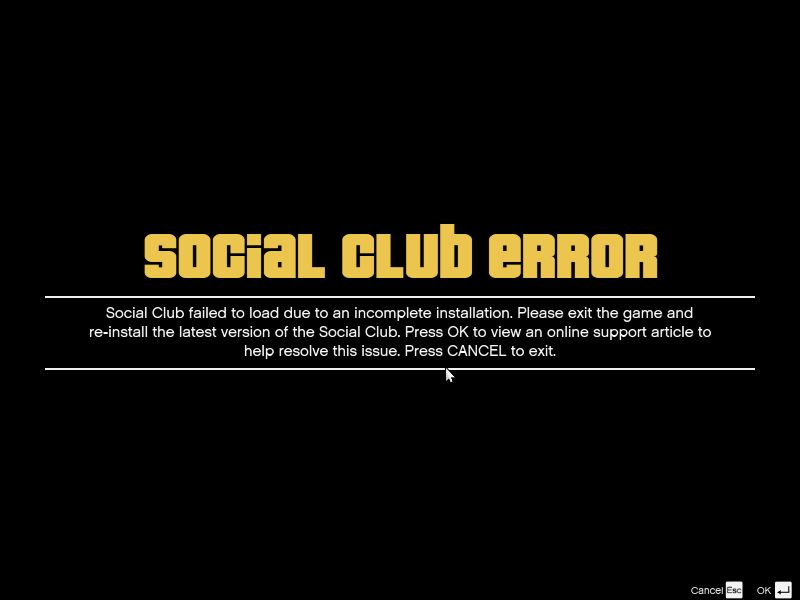 social club error
Social Club failed to load due to an incomplete installation. Please exit the game and
re-install the latest version of the Social Club. Press OK to view an online support article to
help resolve this issue. Press CANCEL to exit.
Cancel Esc OK